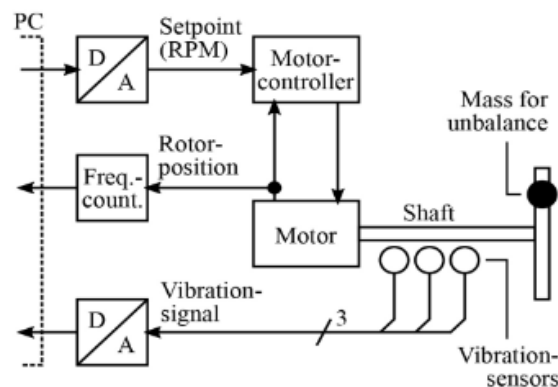 PC
D
A
Setpoint
(RPM)
Motor-
controller
Mass for
unbalance
Rotor-
position
Freq.-
count.
Motor
Shaft
D
A
Vibration-
signal
3
Vibration-
sensors